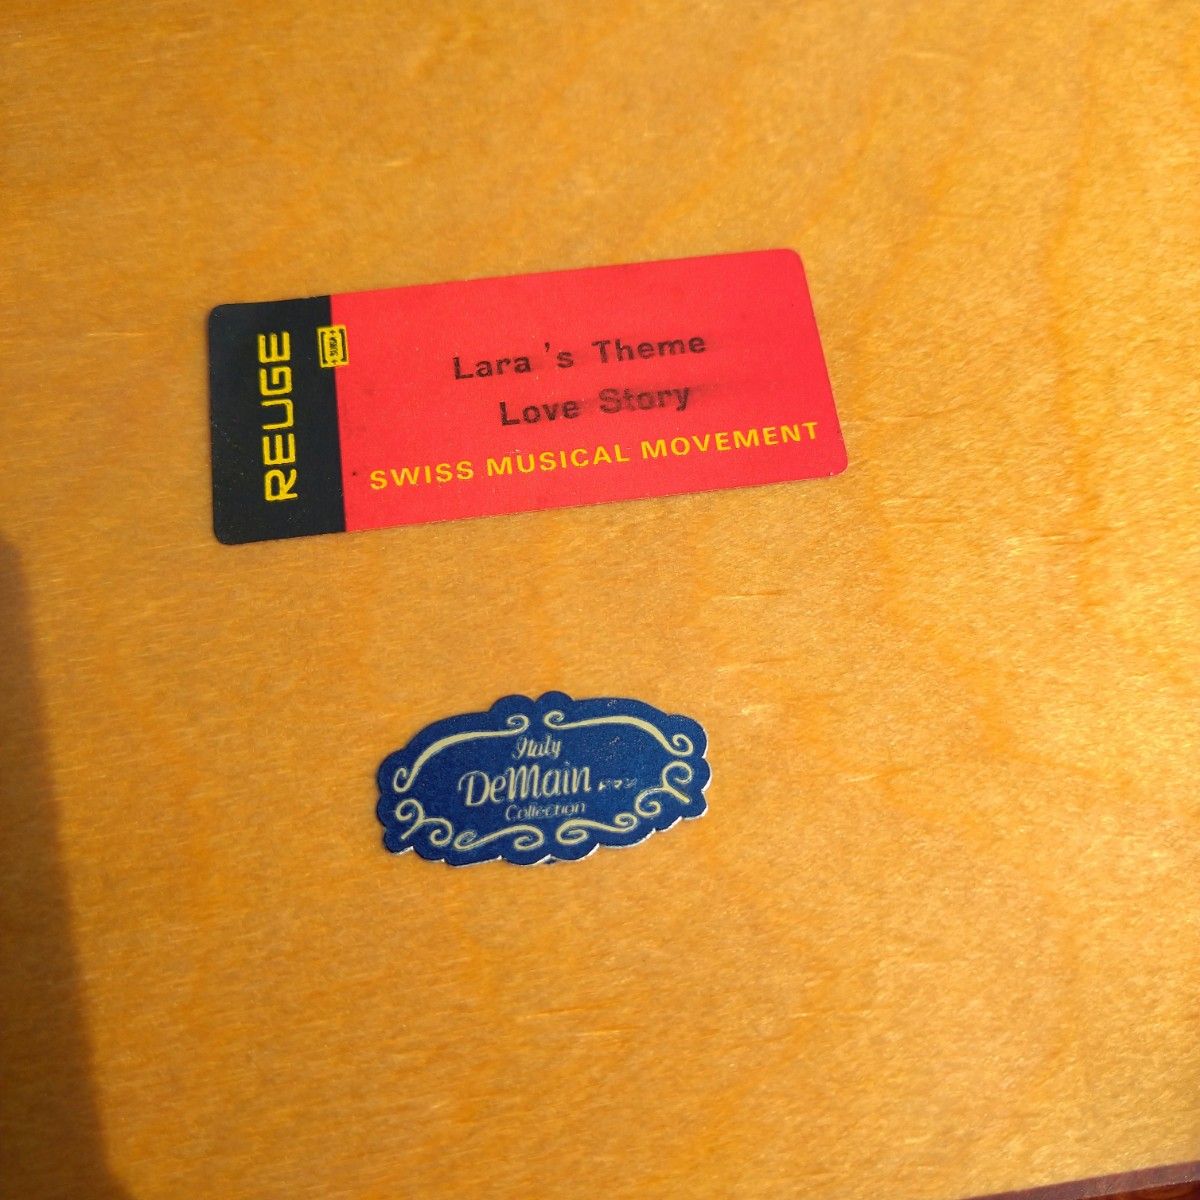 REUGE
Lara's Theme
Love Story
SWISS MUSICAL MOVEMENT
Italy
DeMain
Collection